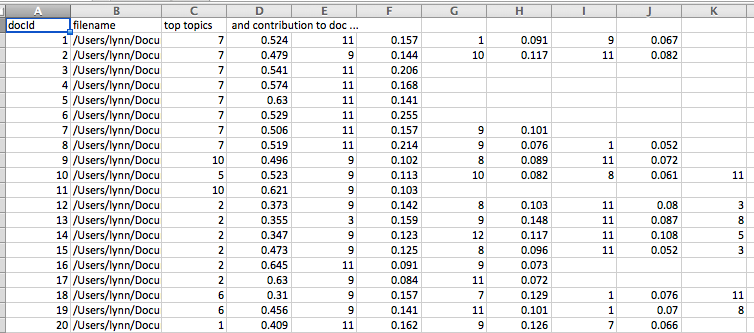 A B C D E F G H I J K
docId filename top topics and contribution to doc ...
1 /Users/lynn/Docu 7 0.524 11 0.157 1 0.091 9 0.067
2 /Users/lynn/Docu 7 0.479 9 0.144 10 0.117 11 0.082
3 /Users/lynn/Docu 7 0.541 11 0.206
4 /Users/lynn/Docu 7 0.574 11 0.168
5 /Users/lynn/Docu 7 0.63 11 0.141
6 /Users/lynn/Docu 7 0.529 11 0.255
7 /Users/lynn/Docu 7 0.506 11 0.157 9 0.101
8 /Users/lynn/Docu 7 0.519 11 0.214 9 0.076 1 0.052
9 /Users/lynn/Docu 10 0.496 9 0.102 8 0.089 11 0.072
10 /Users/lynn/Docu 5 0.523 9 0.113 10 0.082 8 0.061 11
11 /Users/lynn/Docu 10 0.621 9 0.103
12 /Users/lynn/Docu 2 0.373 9 0.142 8 0.103 11 0.08 3
13 /Users/lynn/Docu 2 0.355 3 0.159 9 0.148 11 0.087 8
14 /Users/lynn/Docu 2 0.347 9 0.123 12 0.117 11 0.108 5
15 /Users/lynn/Docu 2 0.473 9 0.125 8 0.096 11 0.052 3
16 /Users/lynn/Docu 2 0.645 11 0.091 9 0.073
17 /Users/lynn/Docu 2 0.63 9 0.084 11 0.072
18 /Users/lynn/Docu 6 0.31 9 0.157 7 0.129 1 0.076 11
19 /Users/lynn/Docu 6 0.456 9 0.141 11 0.101 1 0.07 8
20 /Users/lynn/Docu 1 0.409 11 0.162 9 0.126 7 0.066